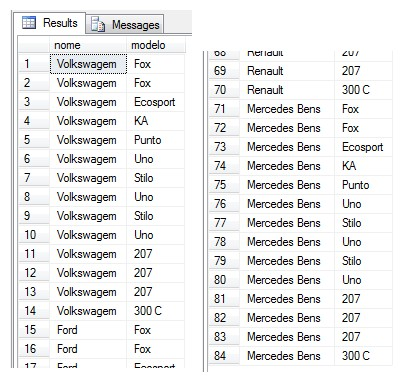 Results Messages
nome modelo
1 Volkswagem Fox
2 Volkswagem Fox
3 Volkswagem Ecosport
4 Volkswagem KA
5 Volkswagem Punto
6 Volkswagem Uno
7 Volkswagem Stilo
8 Volkswagem Uno
9 Volkswagem Stilo
10 Volkswagem Uno
11 Volkswagem 207
12 Volkswagem 207
13 Volkswagem 207
14 Volkswagem 300 C
15 Ford Fox
16 Ford Fox
17 Ford Ecosport
68 Renault 207
69 Renault 207
70 Renault 300 C
71 Mercedes Bens Fox
72 Mercedes Bens Fox
73 Mercedes Bens Ecosport
74 Mercedes Bens KA
75 Mercedes Bens Punto
76 Mercedes Bens Uno
77 Mercedes Bens Stilo
78 Mercedes Bens Uno
79 Mercedes Bens Stilo
80 Mercedes Bens Uno
81 Mercedes Bens 207
82 Mercedes Bens 207
83 Mercedes Bens 207
84 Mercedes Bens 300 C